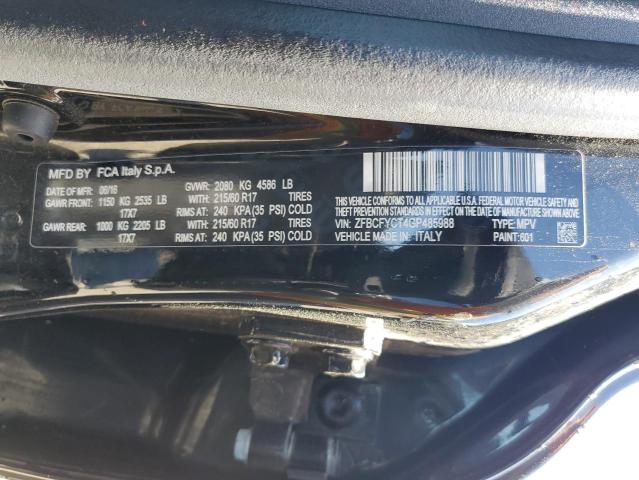 MFD BY FCA Italy S.p.A.
DATE OF MFR: 06/16 GVWR: 2080 KG 4586 LB
GAWR FRONT: 1150 KG 2535 LB WITH: 215/60 R17 TIRES
17X7 RIMS AT: 240 KPA(35 PSI) COLD
GAWR REAR: 1000 KG 2205 LB WITH: 215/60 R17 TIRES
17X7 RIMS AT: 240 KPA(35 PSI) COLD
THIS VEHICLE CONFORMS TO ALL APPLICABLE U.S.A. FEDERAL MOTOR VEHICLE SAFETY,
BUMPER, AND THEFT PREVENTION STANDARDS IN EFFECT ON THE DATE OF MANUFACTURE SHOWN ABOVE
VIN: ZFBCFYCT4GP485988 TYPE: MPV
VEHICLE MADE IN: ITALY PAINT: 601